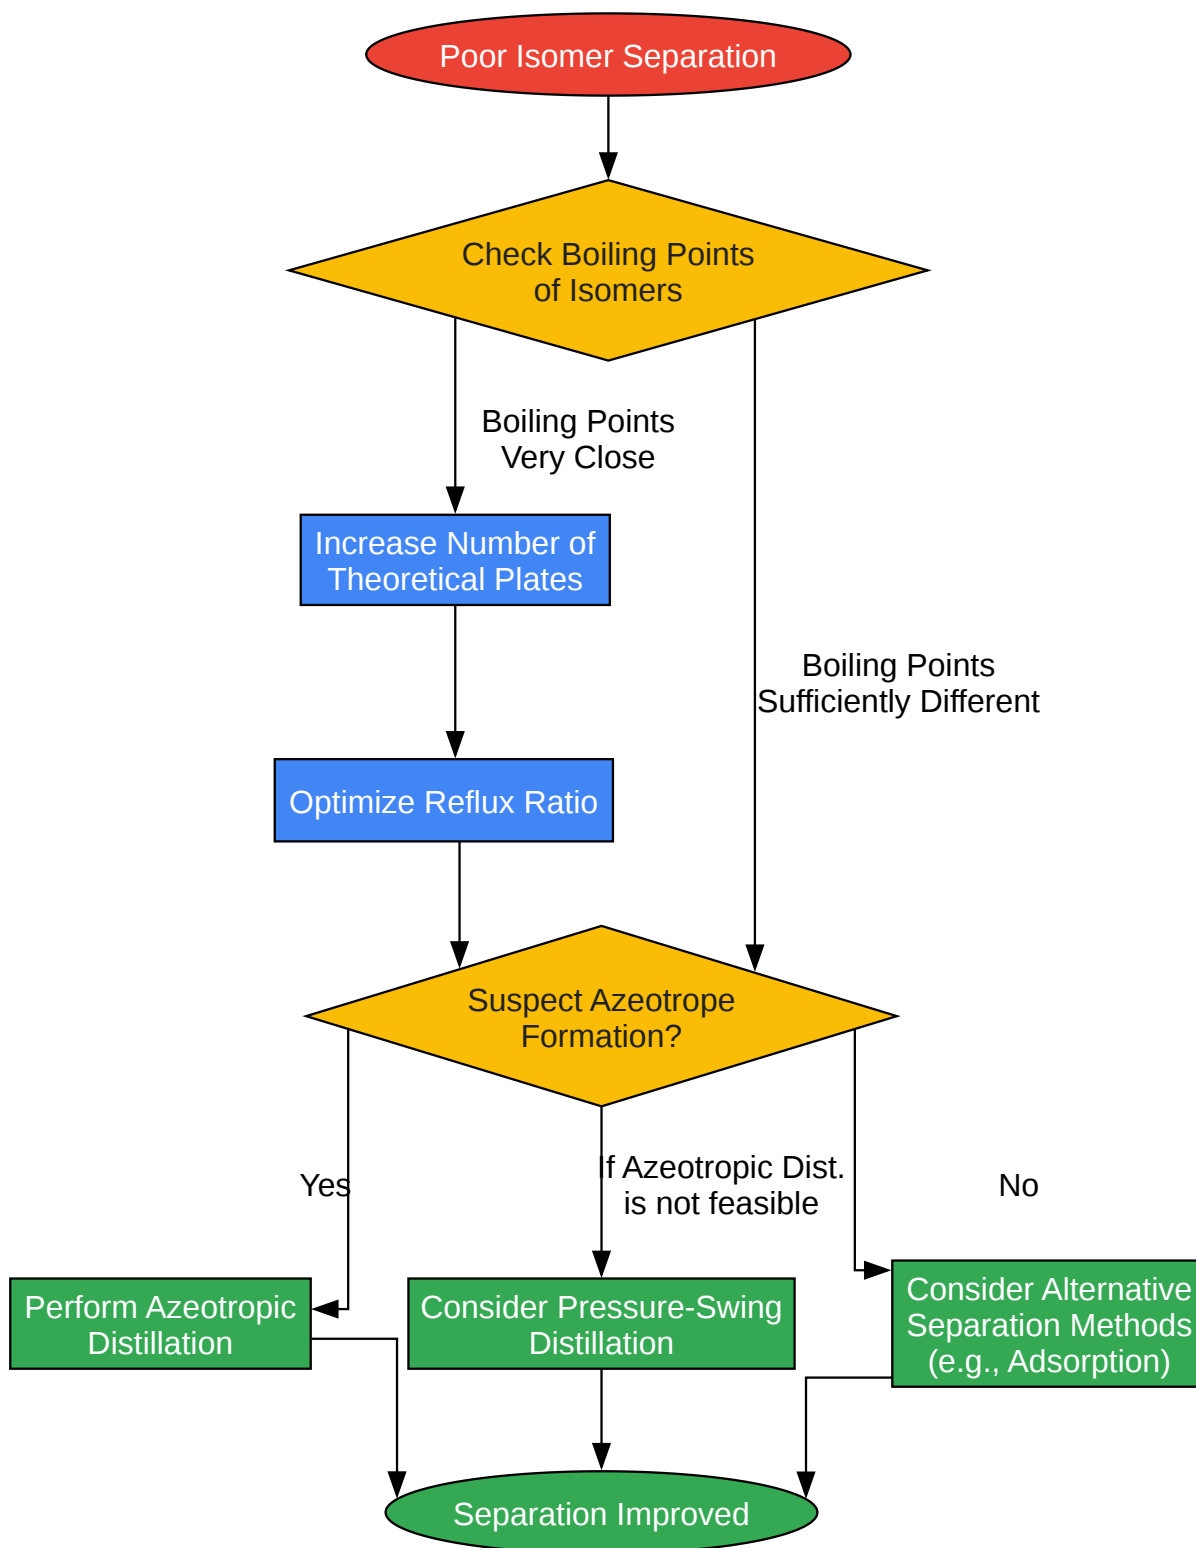 Poor Isomer Separation
Check Boiling Points
of Isomers
Boiling Points
Very Close
Increase Number of
Theoretical Plates
Boiling Points
Sufficiently Different
Optimize Reflux Ratio
Suspect Azeotrope
Formation?
Yes
If Azeotropic Dist.
is not feasible
No
Perform Azeotropic
Distillation
Consider Pressure-Swing
Distillation
Consider Alternative
Separation Methods
(e.g., Adsorption)
Separation Improved